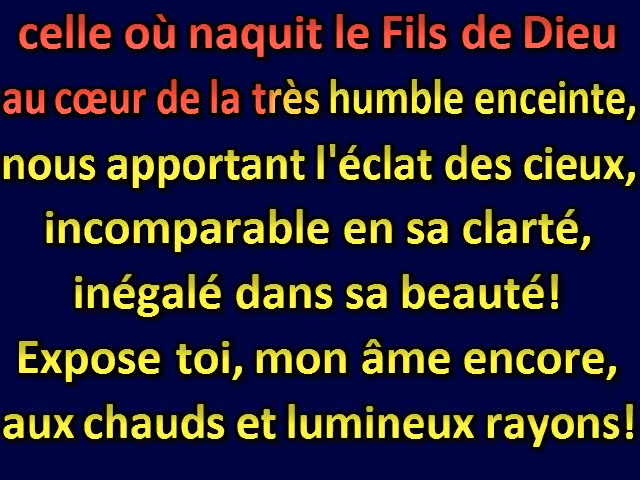 celle où naquit le Fils de Dieu
au cœur de la très humble enceinte,
nous apportant l'éclat des cieux,
incomparable en sa clarté,
inégalé dans sa beauté!
Expose toi, mon âme encore,
aux chauds et lumineux rayons!